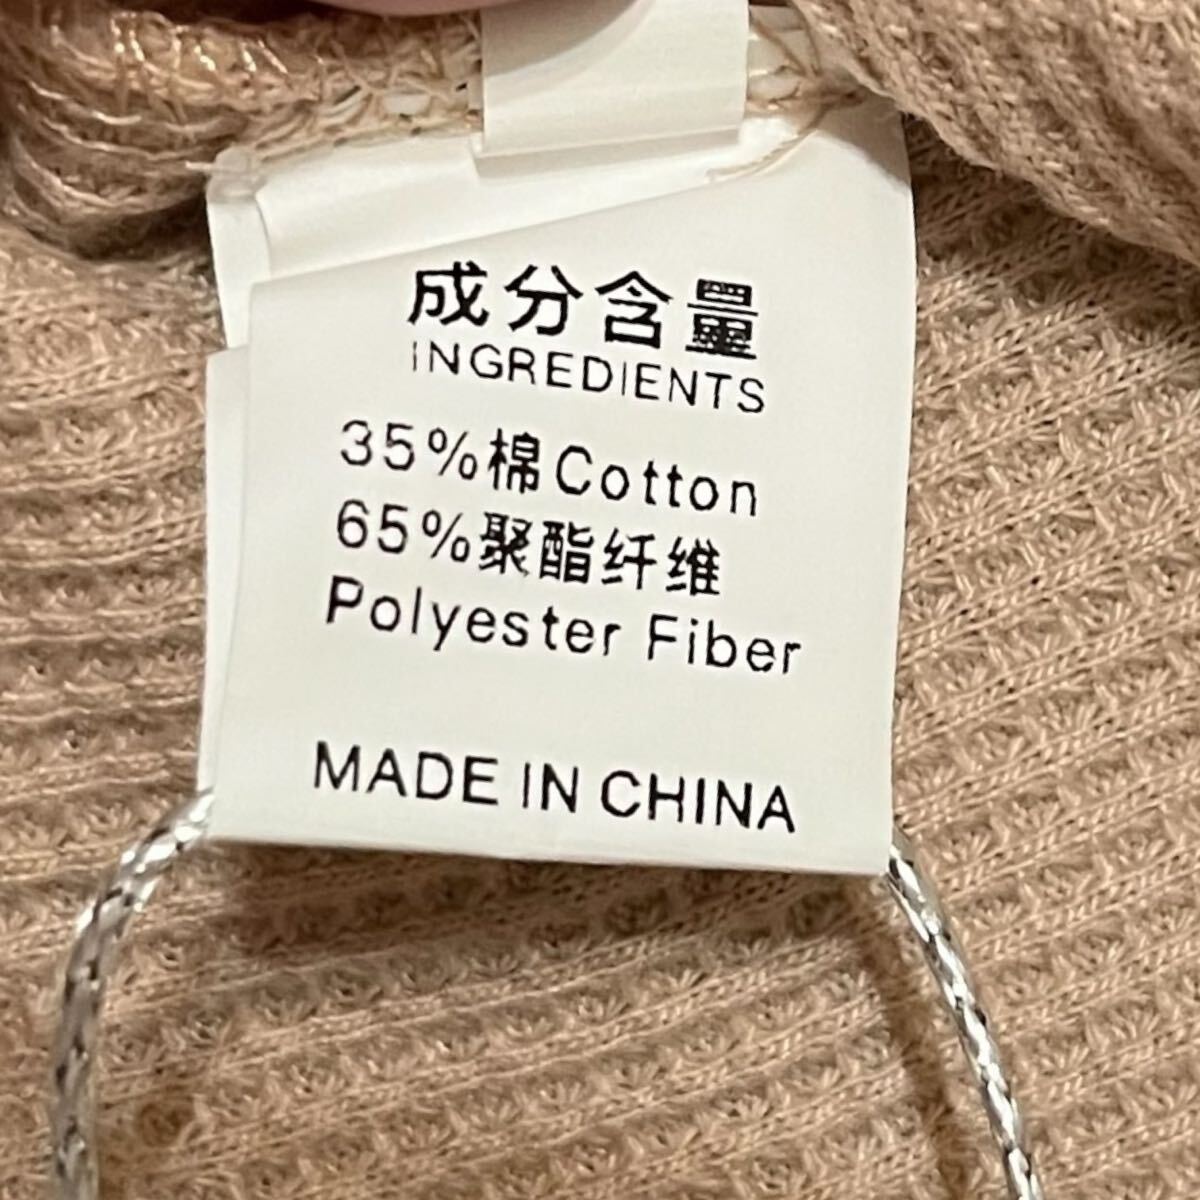 成分含量
INGREDIENTS
35%棉Cotton
65%聚酯纤维
Polyester Fiber
MADE IN CHINA